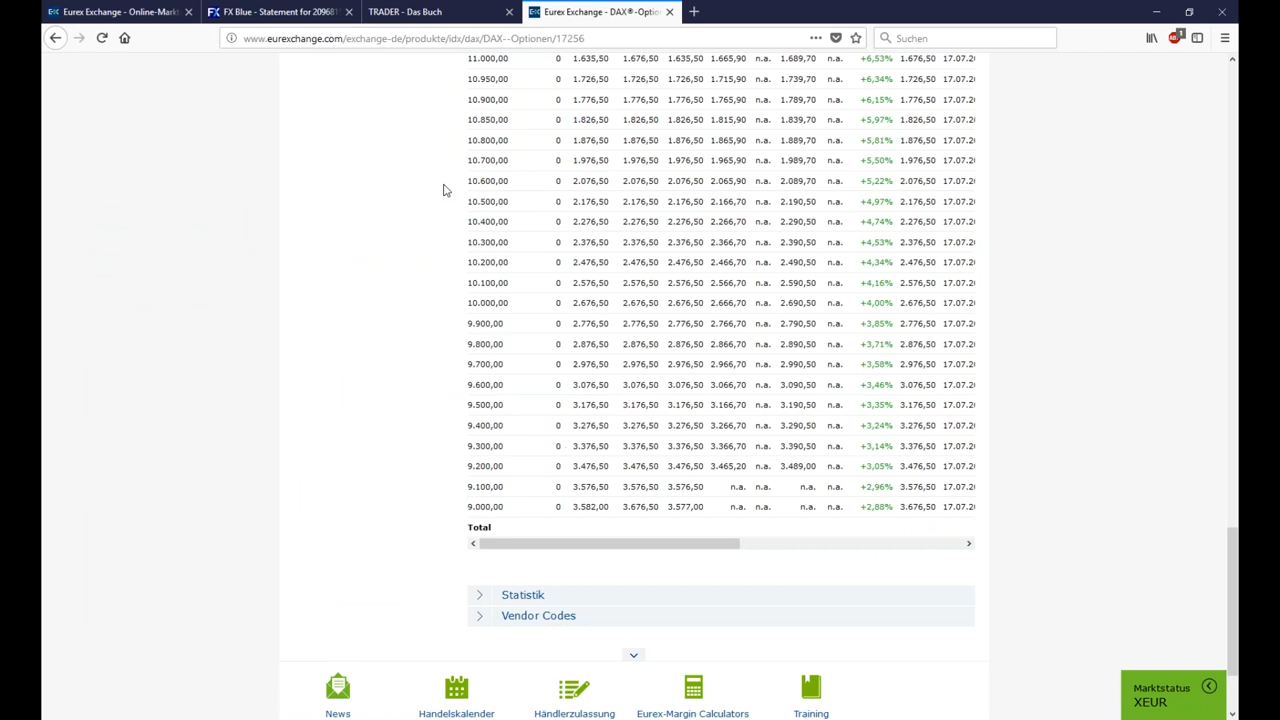 Eurex Exchange - Online-Markt
FX Blue - Statement for 209681
TRADER - Das Buch
Eurex Exchange - DAX®-Optio
www.eurexchange.com/exchange-de/produkte/idx/dax/DAX--Optionen/17256
Suchen
1
11.000,00 0 1.635,50 1.676,50 1.635,50 1.665,90 n.a. 1.689,70 n.a. +6,53% 1.676,50 17.07.2
10.950,00 0 1.726,50 1.726,50 1.726,50 1.715,90 n.a. 1.739,70 n.a. +6,34% 1.726,50 17.07.2
10.900,00 0 1.776,50 1.776,50 1.776,50 1.765,90 n.a. 1.789,70 n.a. +6,15% 1.776,50 17.07.2
10.850,00 0 1.826,50 1.826,50 1.826,50 1.815,90 n.a. 1.839,70 n.a. +5,97% 1.826,50 17.07.2
10.800,00 0 1.876,50 1.876,50 1.876,50 1.865,90 n.a. 1.889,70 n.a. +5,81% 1.876,50 17.07.2
10.700,00 0 1.976,50 1.976,50 1.976,50 1.965,90 n.a. 1.989,70 n.a. +5,50% 1.976,50 17.07.2
10.600,00 0 2.076,50 2.076,50 2.076,50 2.065,90 n.a. 2.089,70 n.a. +5,22% 2.076,50 17.07.2
10.500,00 0 2.176,50 2.176,50 2.176,50 2.166,70 n.a. 2.190,50 n.a. +4,97% 2.176,50 17.07.2
10.400,00 0 2.276,50 2.276,50 2.276,50 2.266,70 n.a. 2.290,50 n.a. +4,74% 2.276,50 17.07.2
10.300,00 0 2.376,50 2.376,50 2.376,50 2.366,70 n.a. 2.390,50 n.a. +4,53% 2.376,50 17.07.2
10.200,00 0 2.476,50 2.476,50 2.476,50 2.466,70 n.a. 2.490,50 n.a. +4,34% 2.476,50 17.07.2
10.100,00 0 2.576,50 2.576,50 2.576,50 2.566,70 n.a. 2.590,50 n.a. +4,16% 2.576,50 17.07.2
10.000,00 0 2.676,50 2.676,50 2.676,50 2.666,70 n.a. 2.690,50 n.a. +4,00% 2.676,50 17.07.2
9.900,00 0 2.776,50 2.776,50 2.776,50 2.766,70 n.a. 2.790,50 n.a. +3,85% 2.776,50 17.07.2
9.800,00 0 2.876,50 2.876,50 2.876,50 2.866,70 n.a. 2.890,50 n.a. +3,71% 2.876,50 17.07.2
9.700,00 0 2.976,50 2.976,50 2.976,50 2.966,70 n.a. 2.990,50 n.a. +3,58% 2.976,50 17.07.2
9.600,00 0 3.076,50 3.076,50 3.076,50 3.066,70 n.a. 3.090,50 n.a. +3,46% 3.076,50 17.07.2
9.500,00 0 3.176,50 3.176,50 3.176,50 3.166,70 n.a. 3.190,50 n.a. +3,35% 3.176,50 17.07.2
9.400,00 0 3.276,50 3.276,50 3.276,50 3.266,70 n.a. 3.290,50 n.a. +3,24% 3.276,50 17.07.2
9.300,00 0 3.376,50 3.376,50 3.376,50 3.366,70 n.a. 3.390,50 n.a. +3,14% 3.376,50 17.07.2
9.200,00 0 3.476,50 3.476,50 3.476,50 3.465,20 n.a. 3.489,00 n.a. +3,05% 3.476,50 17.07.2
9.100,00 0 3.576,50 3.576,50 3.576,50 n.a. n.a. n.a. n.a. +2,96% 3.576,50 17.07.2
9.000,00 0 3.582,00 3.676,50 3.577,00 n.a. n.a. n.a. n.a. +2,88% 3.676,50 17.07.2
Total
Statistik
Vendor Codes
News
Handelskalender
Händlerzulassung
Eurex-Margin Calculators
Training
Marktstatus
XEUR